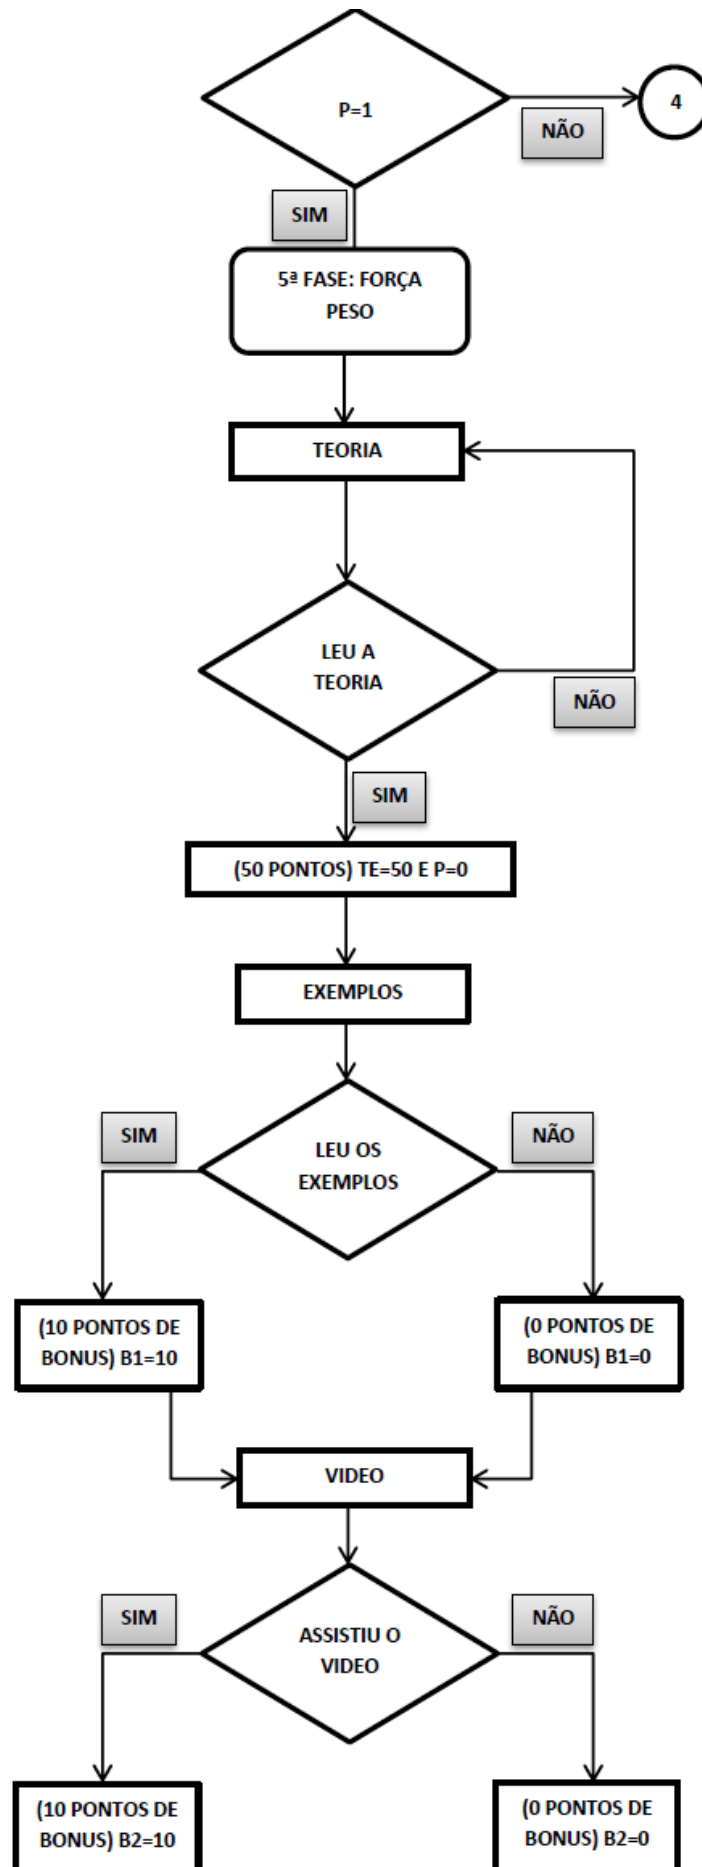 P=1
4
NÃO
SIM
5ª FASE: FORÇA
PESO
TEORIA
LEU A
TEORIA
NÃO
SIM
(50 PONTOS) TE=50 E P=0
EXEMPLOS
SIM
NÃO
LEU OS
EXEMPLOS
(10 PONTOS DE
BONUS) B1=10
(0 PONTOS DE
BONUS) B1=0
VIDEO
SIM
NÃO
ASSISTIU O
VIDEO
(10 PONTOS DE
BONUS) B2=10
(0 PONTOS DE
BONUS) B2=0